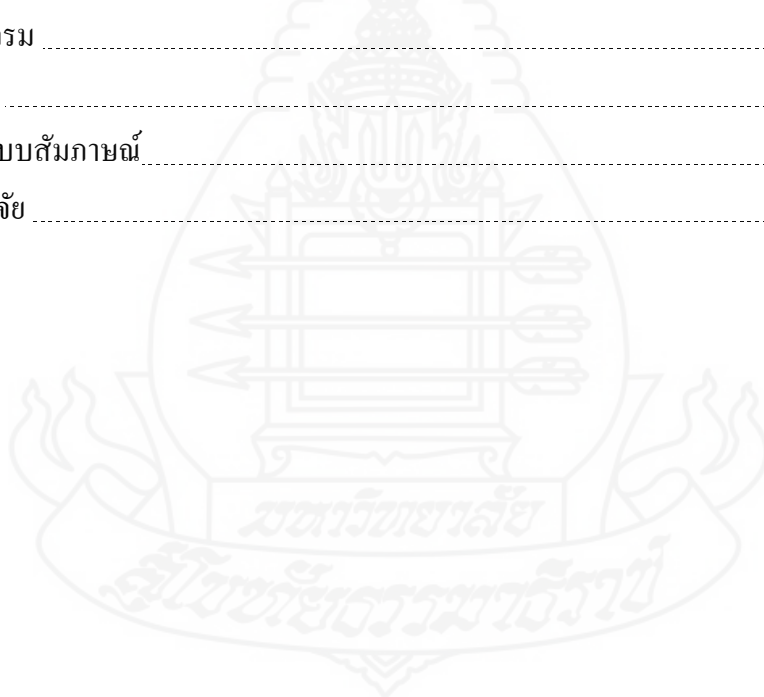 รม
บบสัมภาษณ์
จัย
มหาวิทยาลัย
สุโขทัยธรรมาธิราช